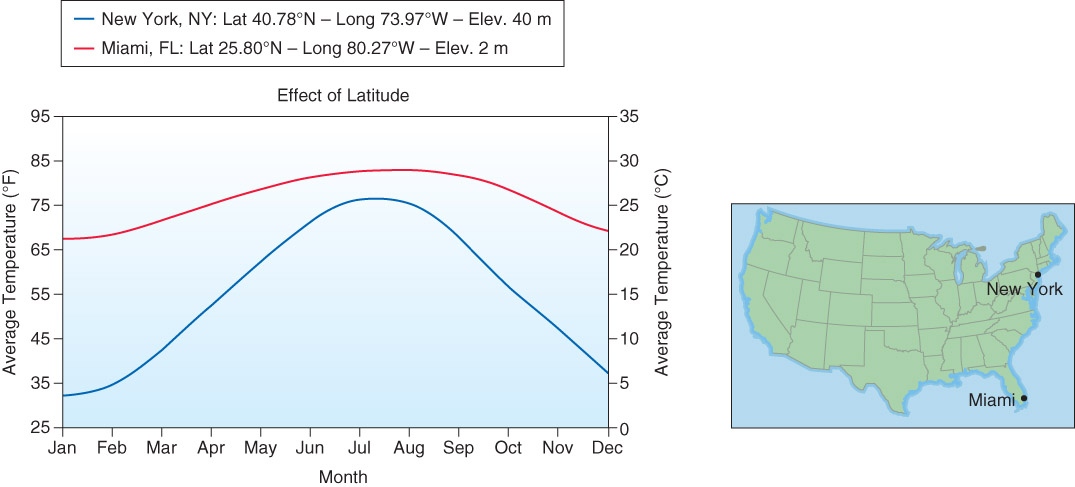 New York, NY: Lat 40.78°N – Long 73.97°W – Elev. 40 m
Miami, FL: Lat 25.80°N – Long 80.27°W – Elev. 2 m
Effect of Latitude
Average Temperature (°F)
95
85
75
65
55
45
35
25
35
30
25
20
15
10
5
0
Average Temperature (°C)
Jan Feb Mar Apr May Jun Jul Aug Sep Oct Nov Dec
Month
New York
Miami